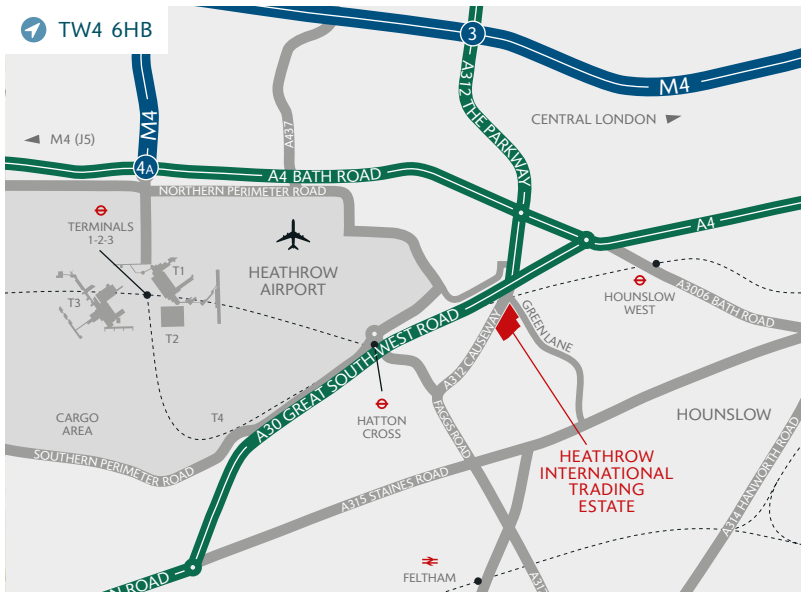 TW4 6HB
3
M4
A312 THE PARKWAY
CENTRAL LONDON
M4
A437
M4 (J5)
4A
A4 BATH ROAD
NORTHERN PERIMETER ROAD
TERMINALS
1-2-3
A4
T1
HEATHROW
AIRPORT
A3006 BATH ROAD
HOUNSLOW
WEST
T3
T2
GREEN LANE
A312 CAUSEWAY
A30 GREAT SOUTH-WEST ROAD
HATTON
CROSS
FAGGS ROAD
CARGO
AREA
T4
HOUNSLOW
SOUTHERN PERIMETER ROAD
HEATHROW
INTERNATIONAL
TRADING
ESTATE
A315 STAINES ROAD
A314 HANWORTH ROAD
FELTHAM
N ROAD
A312